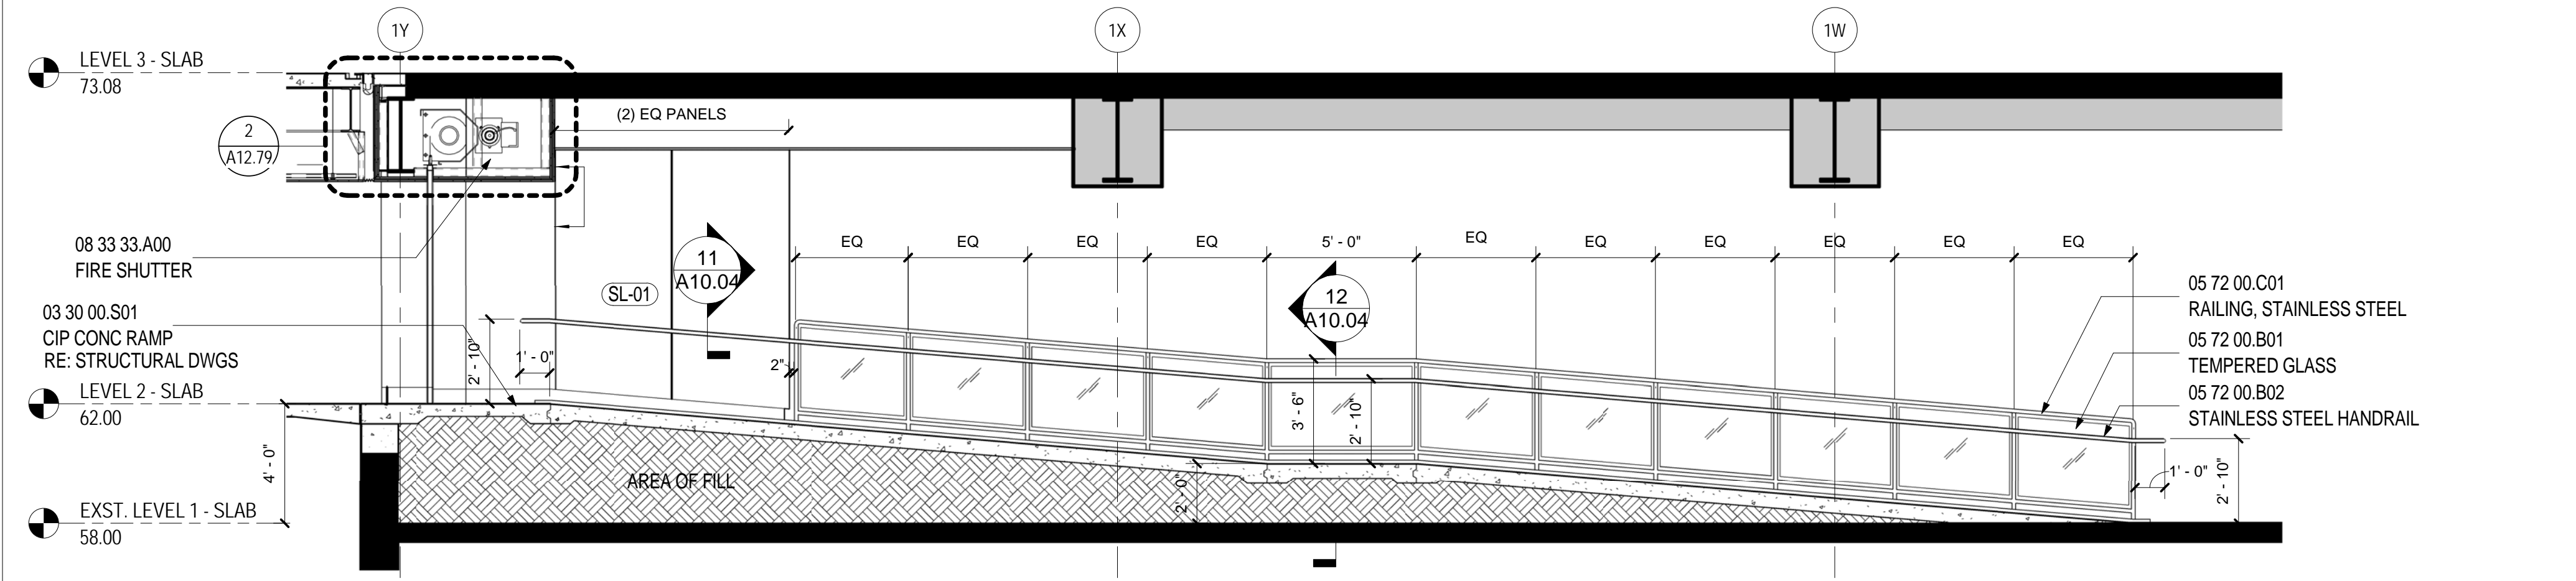 1Y
1X
1W
LEVEL 3 - SLAB
73.08
2
A12.79
(2) EQ PANELS
08 33 33.A00
FIRE SHUTTER
03 30 00.S01
CIP CONC RAMP
RE: STRUCTURAL DWGS
LEVEL 2 - SLAB
62.00
4' - 0"
EXST. LEVEL 1 - SLAB
58.00
2' - 10"
1' - 0"
SL-01
11
A10.04
2"
EQ
EQ
EQ
EQ
5' - 0"
EQ
EQ
EQ
EQ
EQ
EQ
12
A10.04
3' - 6"
2' - 10"
2' - 0"
AREA OF FILL
05 72 00.C01
RAILING, STAINLESS STEEL
05 72 00.B01
TEMPERED GLASS
05 72 00.B02
STAINLESS STEEL HANDRAIL
1' - 0"
2' - 10"